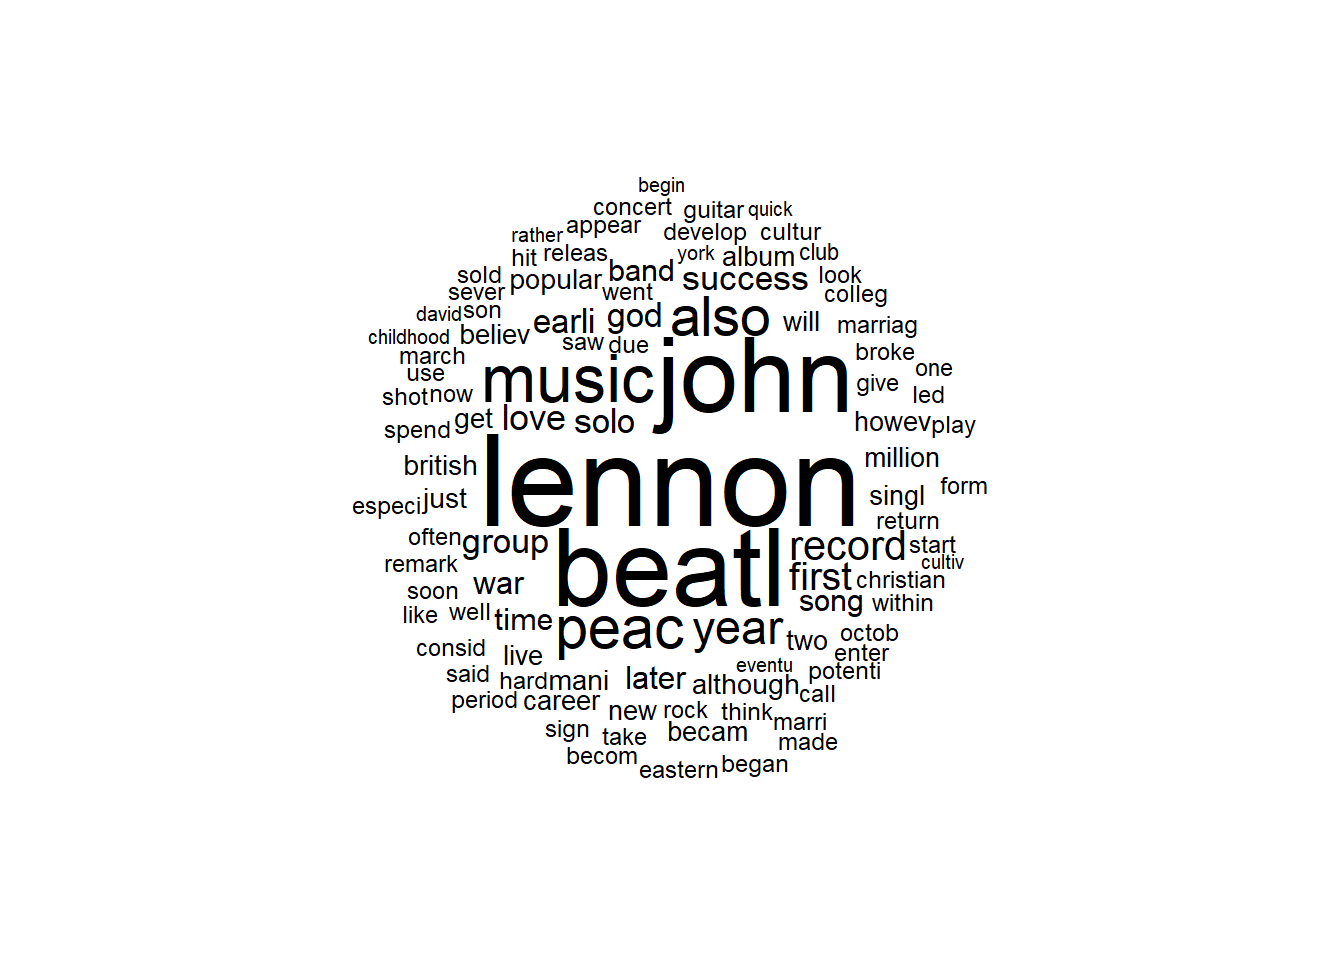 begin
concert guitar quick
rather appear develop cultur
hit releas york album club
sold popular band success look
sever went colleg
david son earli god also will marriag
childhood believ saw due broke
march music john one
use give
shot now led
spend get love solo howev play
british lennon million
especi just singl form
return
often group beatl record start
remark first christian cultiv
soon war song within
like well time peac year two octob
consid live enter
said hard mani later eventu although potenti
period career call
new rock think marri
sign take becam made
becom eastern began